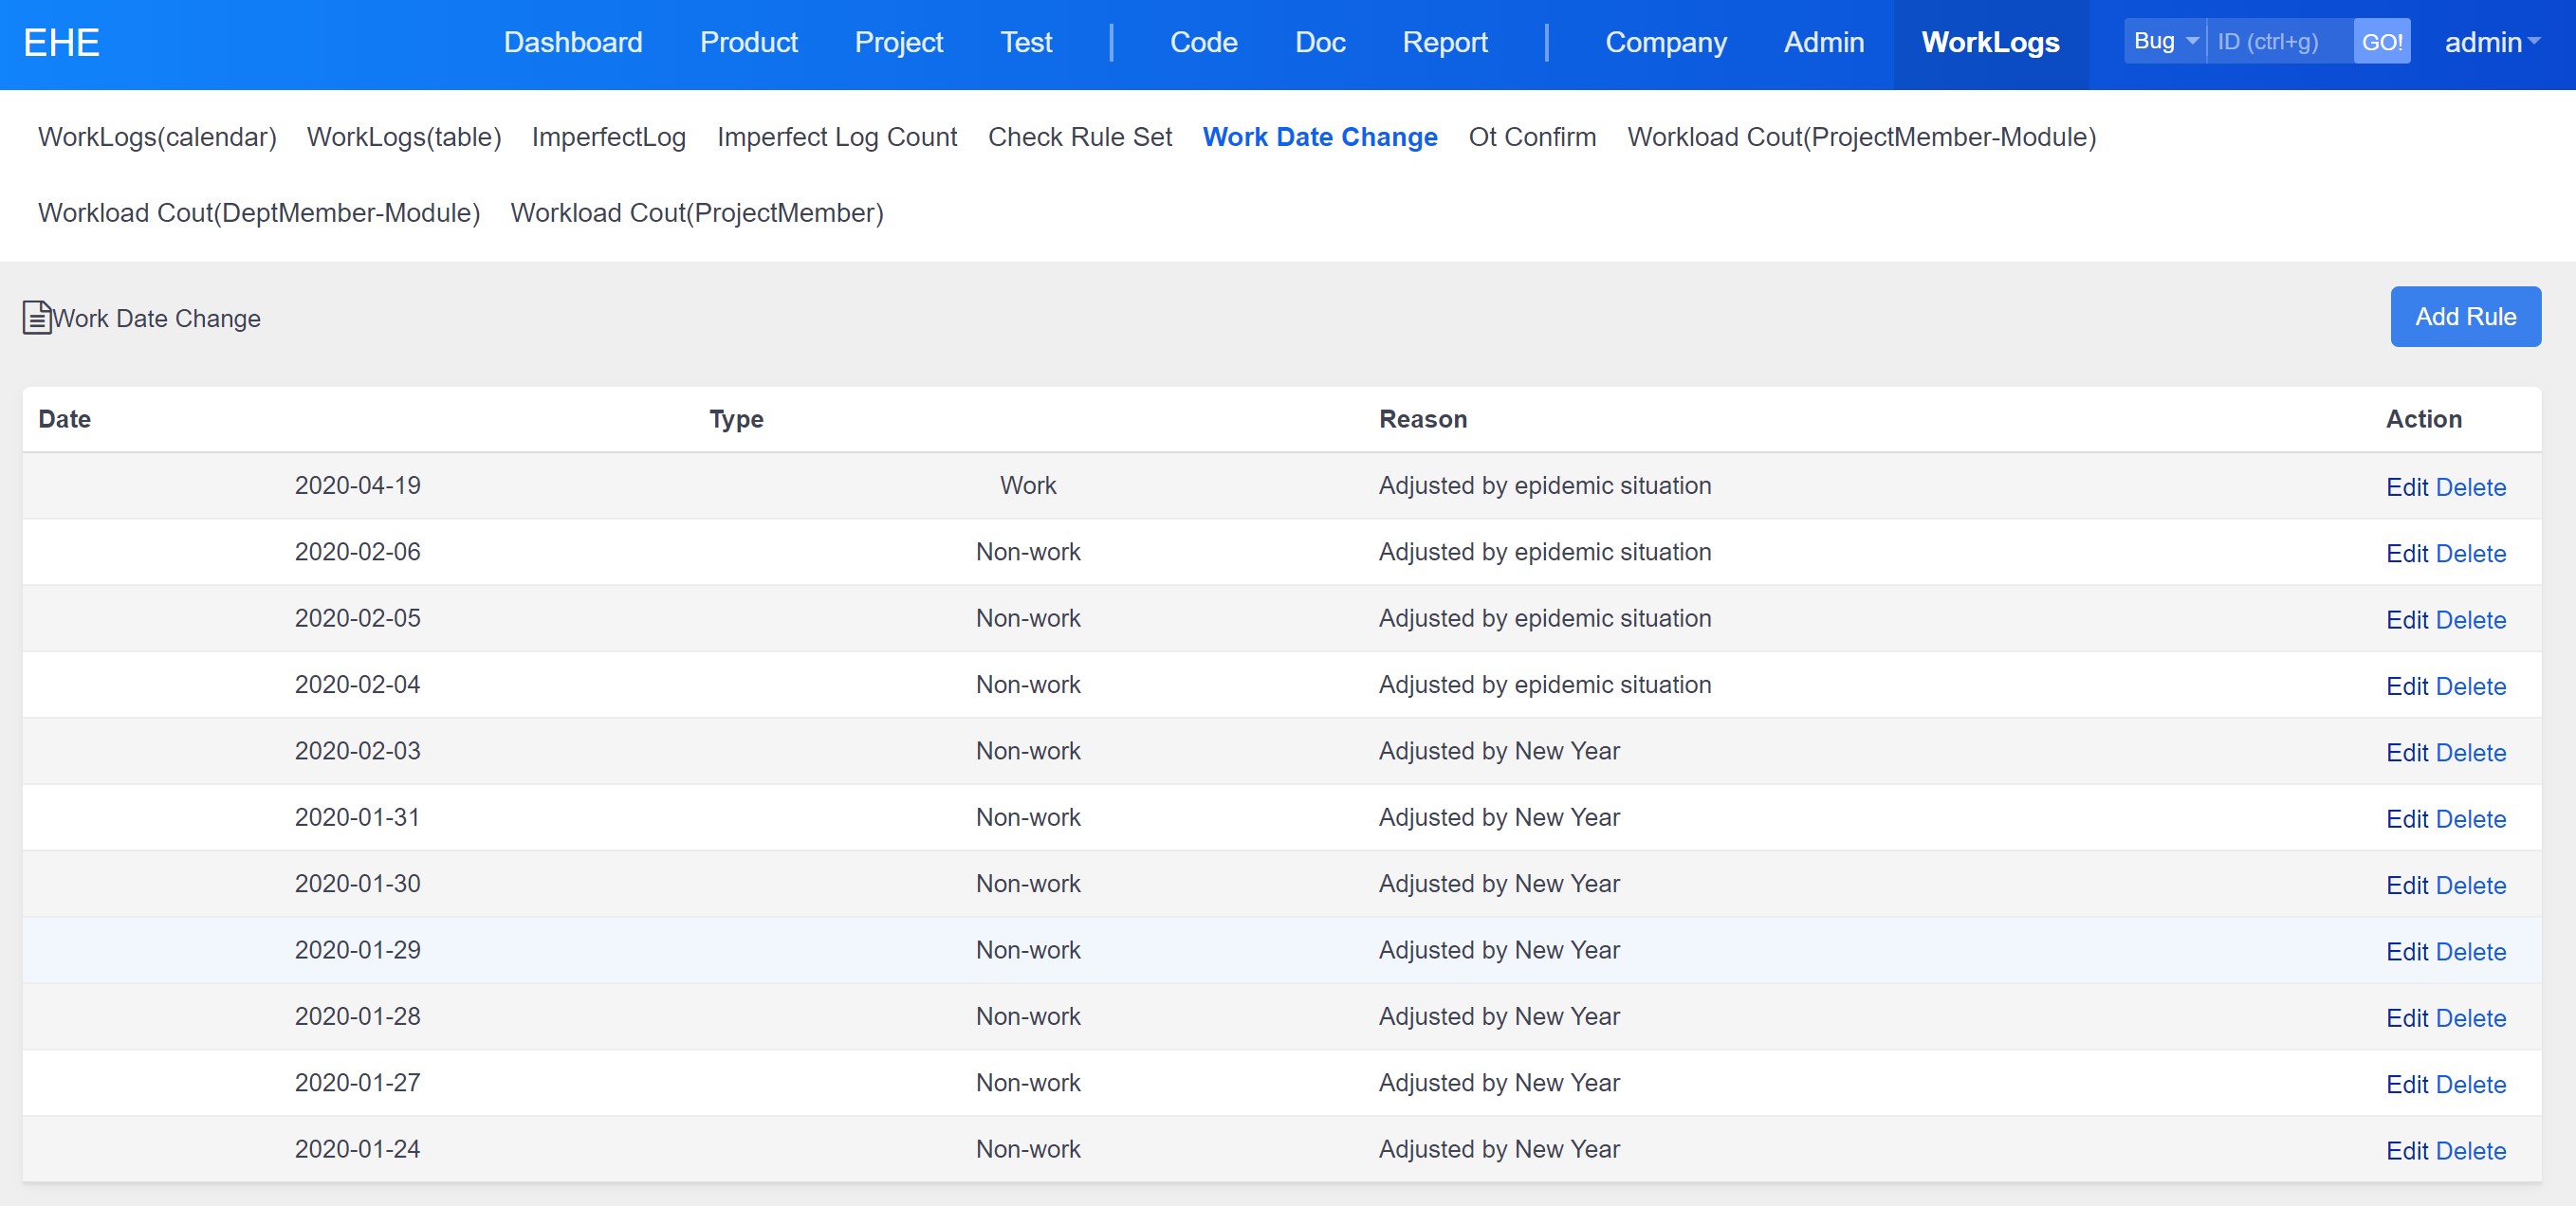 EHE Dashboard Product Project Test Code Doc Report Company Admin WorkLogs Bug ID (ctrl+g) GO! admin
WorkLogs(calendar) WorkLogs(table) ImperfectLog Imperfect Log Count Check Rule Set Work Date Change Ot Confirm Workload Cout(ProjectMember-Module)
Workload Cout(DeptMember-Module) Workload Cout(ProjectMember)
Work Date Change Add Rule
Date Type Reason Action
2020-04-19 Work Adjusted by epidemic situation Edit Delete
2020-02-06 Non-work Adjusted by epidemic situation Edit Delete
2020-02-05 Non-work Adjusted by epidemic situation Edit Delete
2020-02-04 Non-work Adjusted by epidemic situation Edit Delete
2020-02-03 Non-work Adjusted by New Year Edit Delete
2020-01-31 Non-work Adjusted by New Year Edit Delete
2020-01-30 Non-work Adjusted by New Year Edit Delete
2020-01-29 Non-work Adjusted by New Year Edit Delete
2020-01-28 Non-work Adjusted by New Year Edit Delete
2020-01-27 Non-work Adjusted by New Year Edit Delete
2020-01-24 Non-work Adjusted by New Year Edit Delete